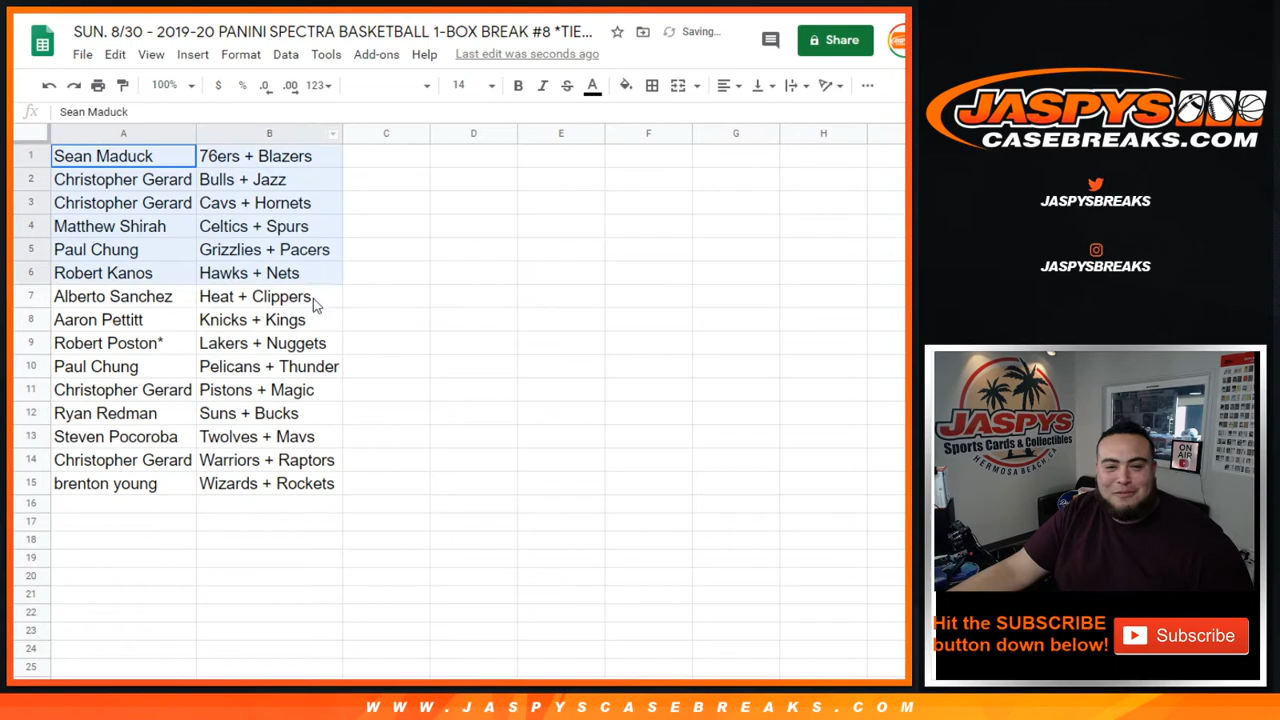 SUN. 8/30 - 2019-20 PANINI SPECTRA BASKETBALL 1-BOX BREAK #8 *TIE... Saving...
File Edit View Insert Format Data Tools Add-ons Help Last edit was seconds ago
Share
100% $ % .0 .00 123 14 B I S A
fx Sean Maduck
A B C D E F G H
1 Sean Maduck 76ers + Blazers
2 Christopher Gerard Bulls + Jazz
3 Christopher Gerard Cavs + Hornets
4 Matthew Shirah Celtics + Spurs
5 Paul Chung Grizzlies + Pacers
6 Robert Kanos Hawks + Nets
7 Alberto Sanchez Heat + Clippers
8 Aaron Pettitt Knicks + Kings
9 Robert Poston* Lakers + Nuggets
10 Paul Chung Pelicans + Thunder
11 Christopher Gerard Pistons + Magic
12 Ryan Redman Suns + Bucks
13 Steven Pocoroba Twolves + Mavs
14 Christopher Gerard Warriors + Raptors
15 brenton young Wizards + Rockets
16
17
18
19
20
21
22
23
24
25
JASPYS
CASEBREAKS.COM
JASPYSBREAKS
JASPYSBREAKS
JASPYS
Sports Cards & Collectibles
HERMOSA BEACH, CA
ON AIR
Hit the SUBSCRIBE
button down below!
Subscribe
WWW.JASPYSCASEBREAKS.COM